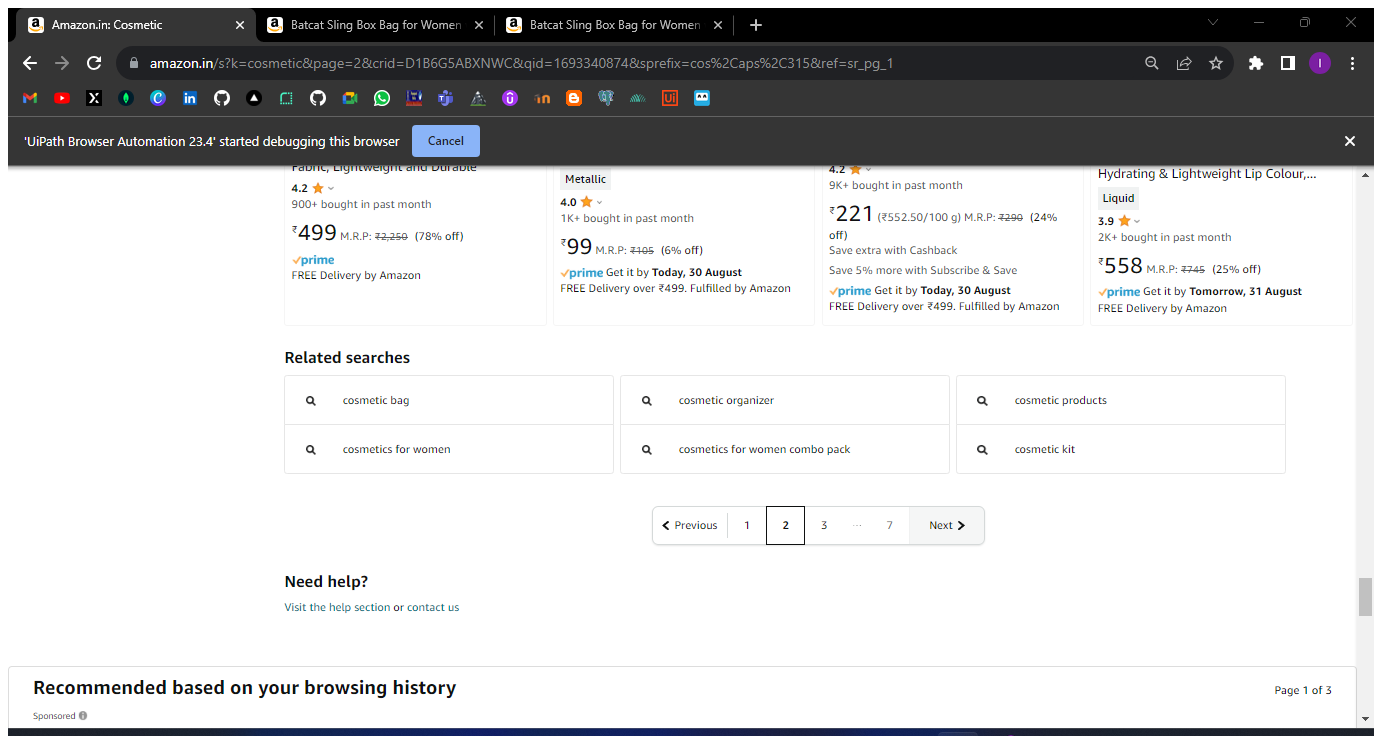 Amazon.in: Cosmetic
Batcat Sling Box Bag for Women
Batcat Sling Box Bag for Women
amazon.in/s?k=cosmetic&page=2&crid=D1B6G5ABXNWC&qid=1693340874&sprefix=cos%2Caps%2C315&ref=sr_pg_1
'UiPath Browser Automation 23.4' started debugging this browser
Cancel
Fabric, Lightweight and Durable
4.2
900+ bought in past month
₹499 M.R.P: ₹2,250 (78% off)
prime
FREE Delivery by Amazon
Metallic
4.0
1K+ bought in past month
₹99 M.R.P: ₹105 (6% off)
prime Get it by Today, 30 August
FREE Delivery over ₹499. Fulfilled by Amazon
4.2
9K+ bought in past month
₹221 (₹552.50/100 g) M.R.P: ₹290 (24%
off)
Save extra with Cashback
Save 5% more with Subscribe & Save
prime Get it by Today, 30 August
FREE Delivery over ₹499. Fulfilled by Amazon
Hydrating & Lightweight Lip Colour,...
Liquid
3.9
2K+ bought in past month
₹558 M.R.P: ₹745 (25% off)
prime Get it by Tomorrow, 31 August
FREE Delivery by Amazon
Related searches
cosmetic bag
cosmetic organizer
cosmetic products
cosmetics for women
cosmetics for women combo pack
cosmetic kit
Previous 1 2 3 ... 7 Next
Need help?
Visit the help section or contact us
Recommended based on your browsing history
Page 1 of 3
Sponsored